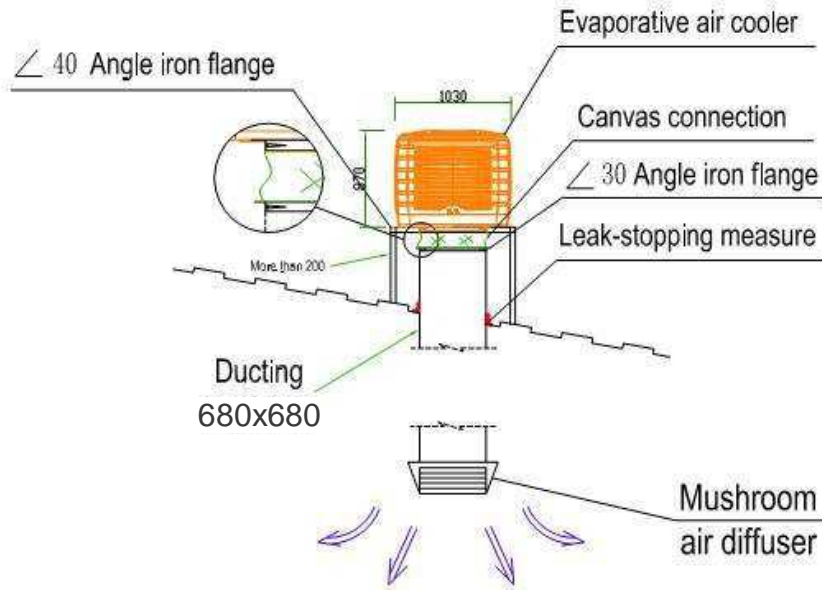 Evaporative air cooler
∠ 40 Angle iron flange
1030
Canvas connection
970
∠ 30 Angle iron flange
Leak-stopping measure
More than 200
Ducting
680x680
Mushroom
air diffuser